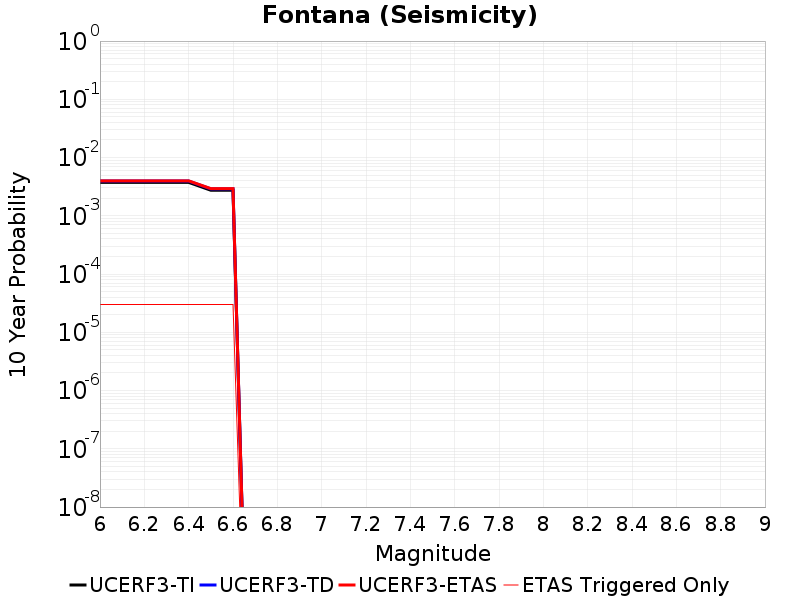 Fontana (Seismicity)
10 Year Probability
10^0
10^-1
10^-2
10^-3
10^-4
10^-5
10^-6
10^-7
10^-8
6 6.2 6.4 6.6 6.8 7 7.2 7.4 7.6 7.8 8 8.2 8.4 8.6 8.8 9
Magnitude
UCERF3-TI UCERF3-TD UCERF3-ETAS ETAS Triggered Only